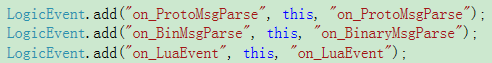 LogicEvent.add("on_ProtoMsgParse", this, "on_ProtoMsgParse");
LogicEvent.add("on_BinMsgParse", this, "on_BinaryMsgParse");
LogicEvent.add("on_LuaEvent", this, "on_LuaEvent");